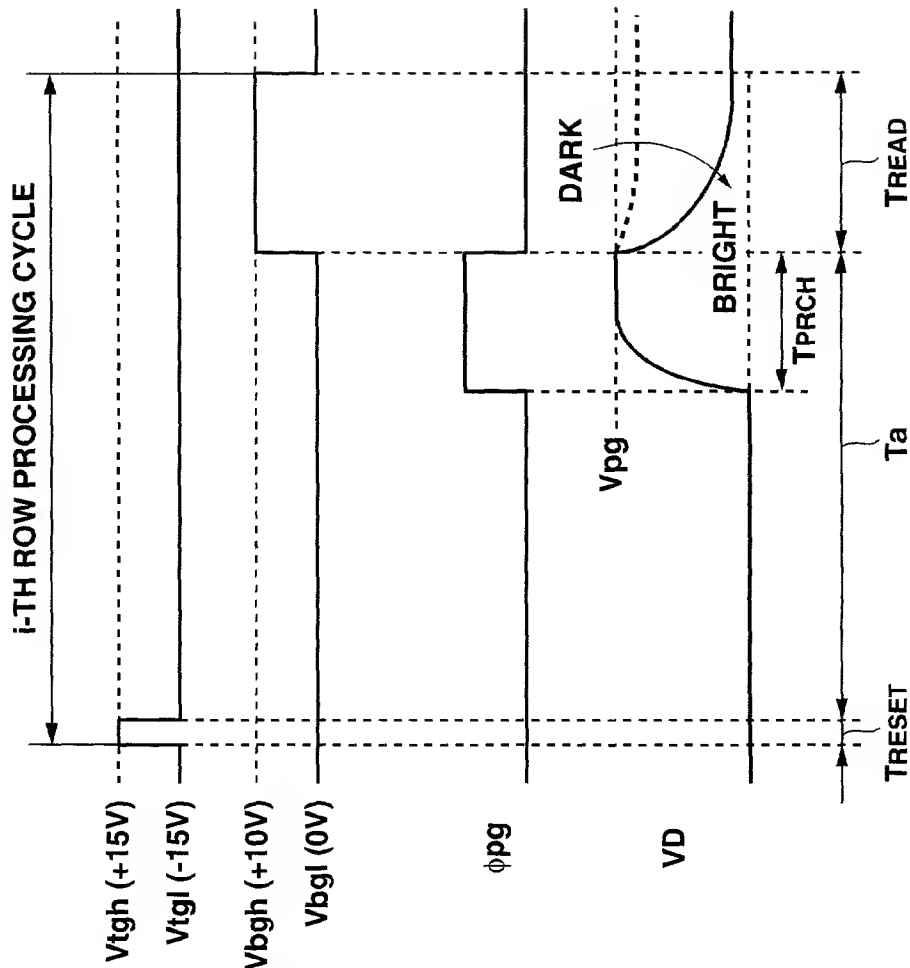 i-TH ROW PROCESSING CYCLE
Vtgh (+15V)
Vtgl (-15V)
Vbgh (+10V)
Vbgl (0V)
ϕpg
VD
Vpg
DARK
BRIGHT
TPRCH
TRESET
Ta
TREAD